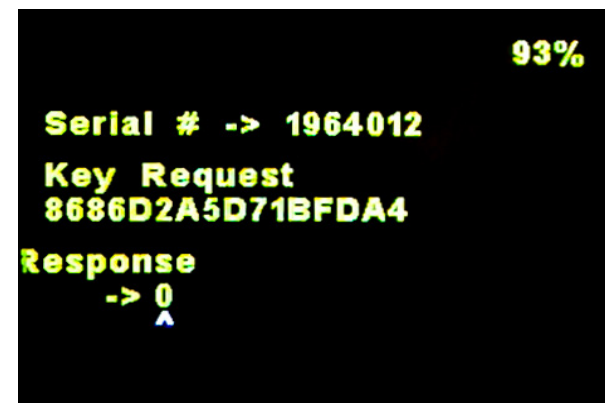 93%
Serial # -> 1964012
Key Request
8686D2A5D71BFDA4
Response
-> 0
^